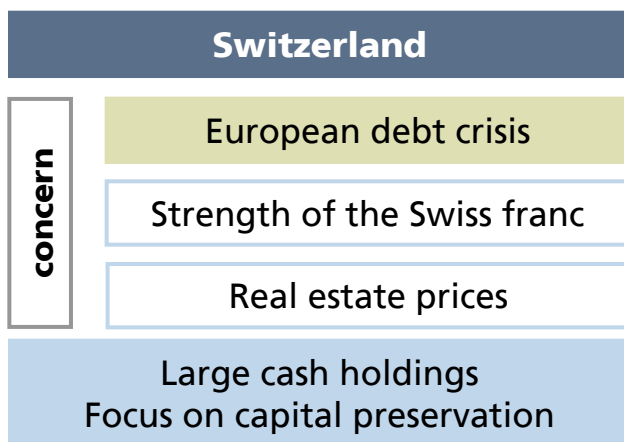 Switzerland
concern
European debt crisis
Strength of the Swiss franc
Real estate prices
Large cash holdings
Focus on capital preservation